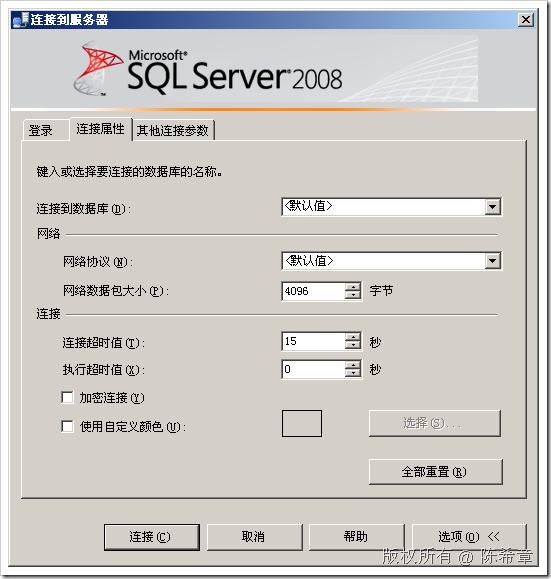 连接到服务器
Microsoft®
SQL Server®2008
登录 连接属性 其他连接参数
键入或选择要连接的数据库的名称。
连接到数据库(D): <默认值>
网络
网络协议(N): <默认值>
网络数据包大小(P): 4096 字节
连接
连接超时值(T): 15 秒
执行超时值(X): 0 秒
加密连接(Y)
使用自定义颜色(U): 选择(S)...
全部重置(R)
连接(C) 取消 帮助 选项(O) <<
版权所有 @ 陈希章